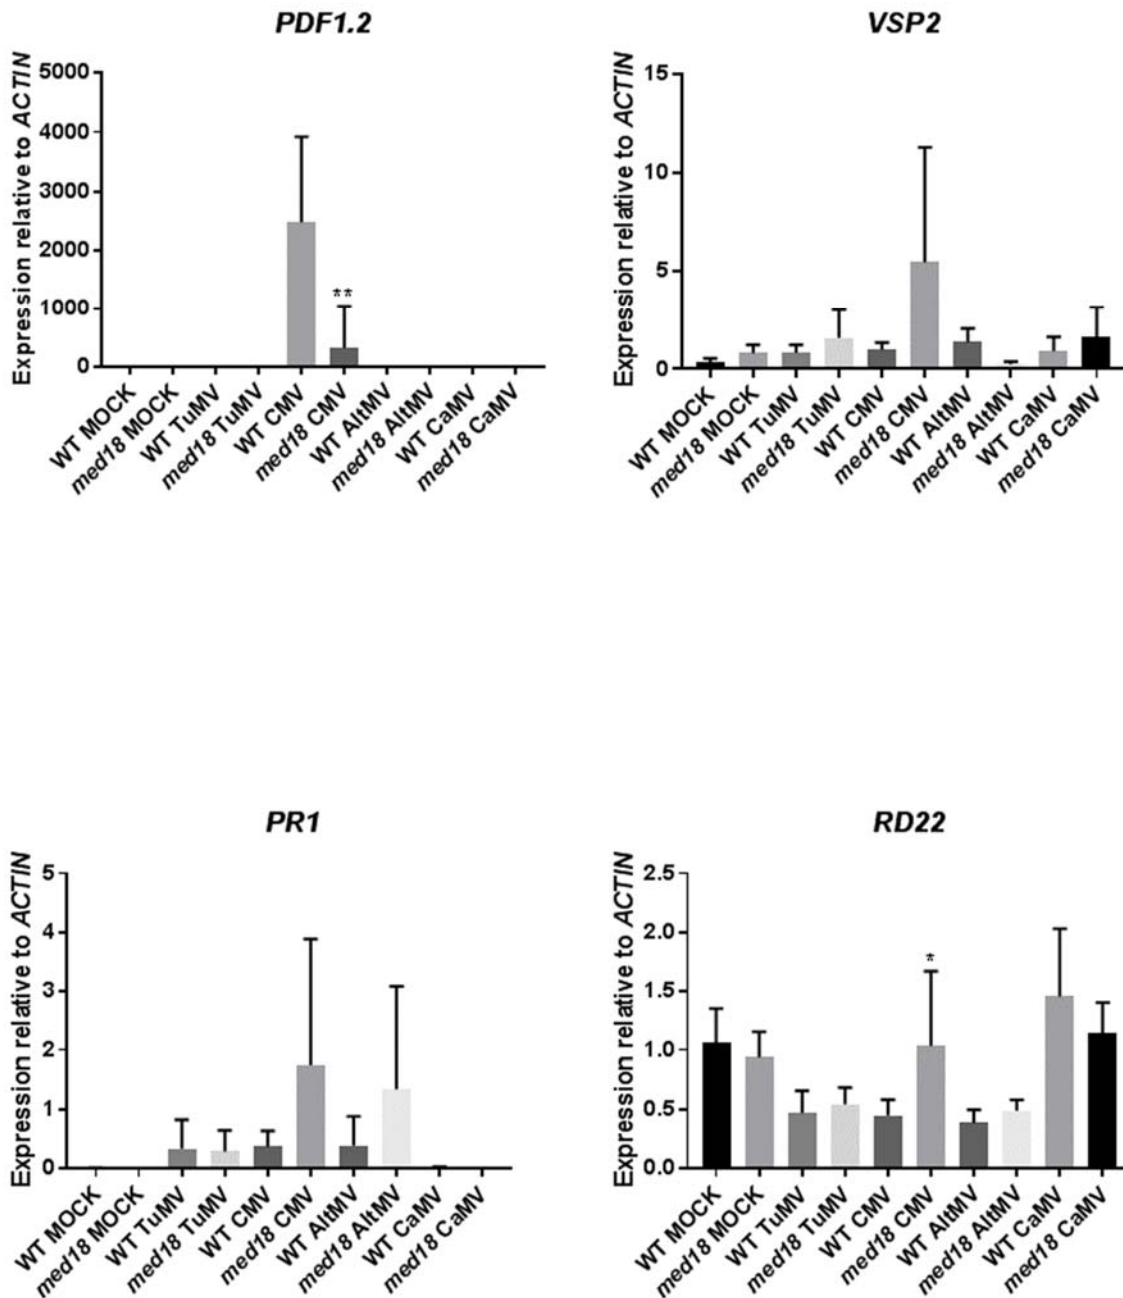 PDF1.2
Expression relative to ACTIN
5000
4000
3000
2000
1000
0
**
WT MOCK
med18 MOCK
WT TuMV
med18 TuMV
WT CMV
med18 CMV
WT AltMV
med18 AltMV
WT CaMV
med18 CaMV
VSP2
Expression relative to ACTIN
15
10
5
0
WT MOCK
med18 MOCK
WT TuMV
med18 TuMV
WT CMV
med18 CMV
WT AltMV
med18 AltMV
WT CaMV
med18 CaMV
PR1
Expression relative to ACTIN
5
4
3
2
1
0
WT MOCK
med18 MOCK
WT TuMV
med18 TuMV
WT CMV
med18 CMV
WT AltMV
med18 AltMV
WT CaMV
med18 CaMV
RD22
Expression relative to ACTIN
2.5
2.0
1.5
1.0
0.5
0.0
*
WT MOCK
med18 MOCK
WT TuMV
med18 TuMV
WT CMV
med18 CMV
WT AltMV
med18 AltMV
WT CaMV
med18 CaMV